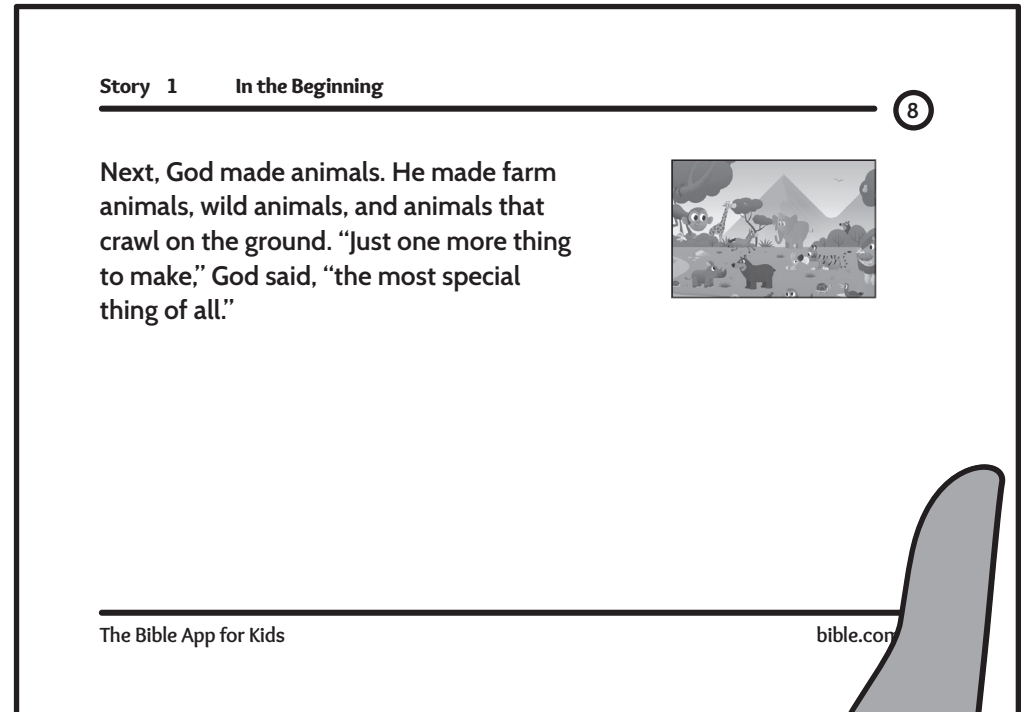 Story 1 In the Beginning
8
Next, God made animals. He made farm
animals, wild animals, and animals that
crawl on the ground. “Just one more thing
to make,” God said, “the most special
thing of all.”
The Bible App for Kids
bible.com